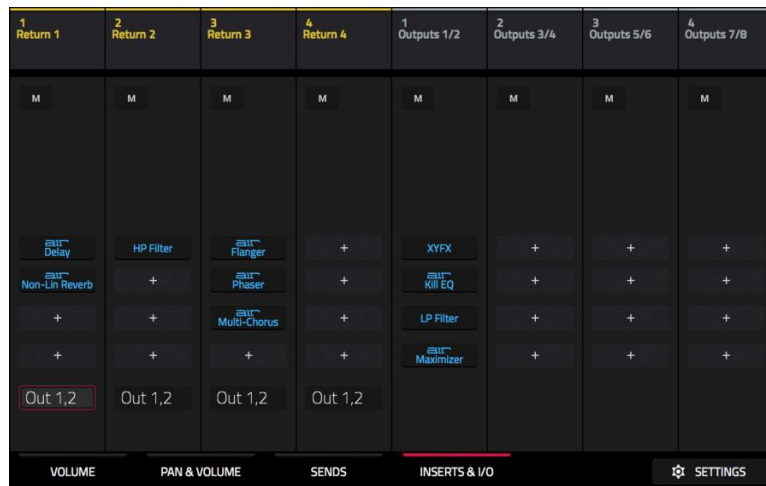 1 2 3 4 1 2 3 4
Return 1 Return 2 Return 3 Return 4 Outputs 1/2 Outputs 3/4 Outputs 5/6 Outputs 7/8
M M M M M M M M
air Delay HP Filter air Flanger + XYFX + + +
air Non-Lin Reverb + air Phaser + air Kill EQ + + +
+ + air Multi-Chorus + LP Filter + + +
+ + + + air Maximizer + + +
Out 1,2 Out 1,2 Out 1,2 Out 1,2
VOLUME PAN & VOLUME SENDS INSERTS & I/O SETTINGS